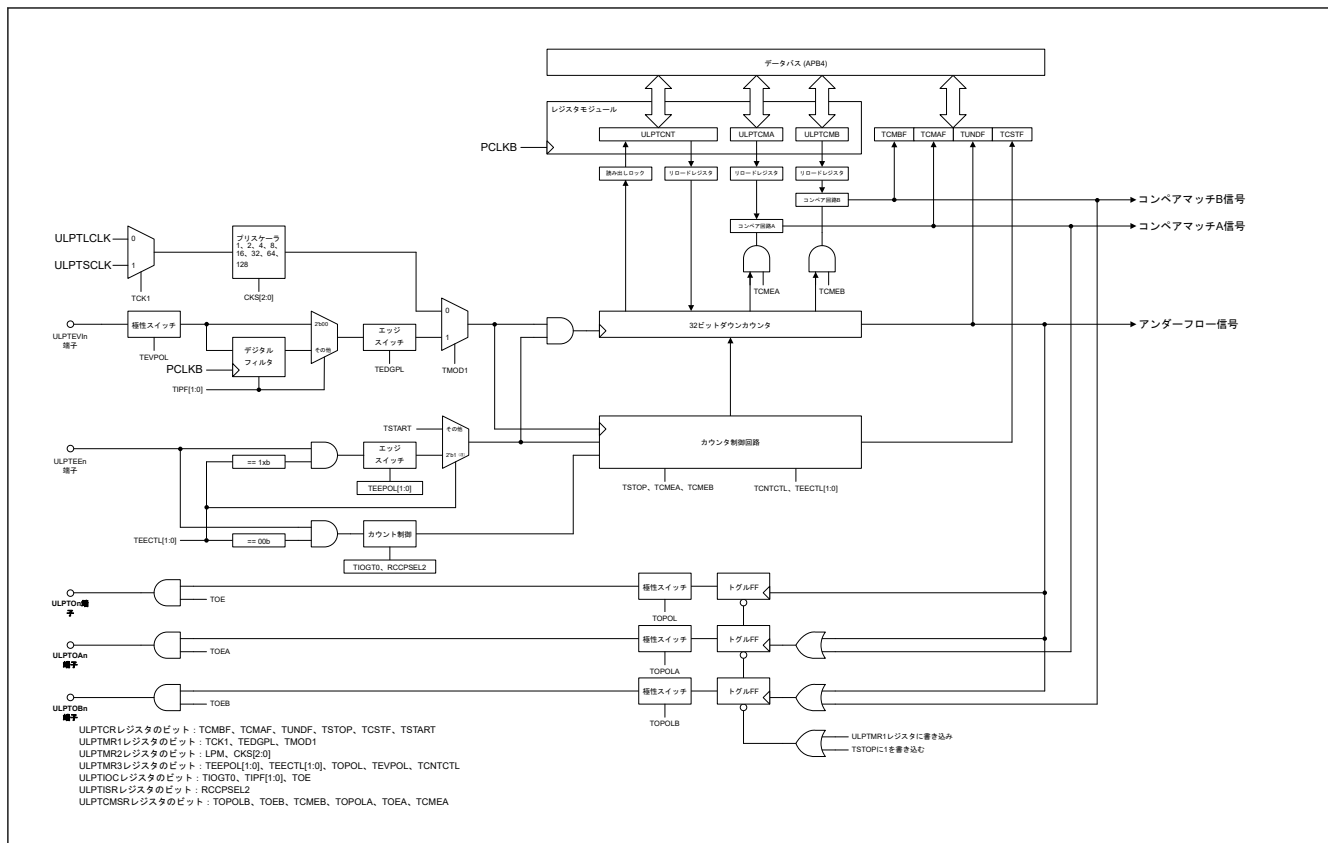 データバス (APB4)
レジスタモジュール
ULPTCNT
ULPTCMA
ULPTCMB
TCMBF
TCMAF
TUNDF
TCSTF
PCLKB
読み出しロック
リロードレジスタ
リロードレジスタ
リロードレジスタ
コンペア回路B
コンペアマッチB信号
コンペア回路A
コンペアマッチA信号
ULPTLCLK
0
ULPTSCLK
1
TCK1
プリスケーラ
1、2、4、8、
16、32、64、
128
CKS[2:0]
TCMEA
TCMEB
ULPTEVIn
端子
極性スイッチ
TEVPOL
2'b00
その他
デジタル
フィルタ
PCLKB
TIPF[1:0]
エッジ
スイッチ
TEDGPL
0
1
TMOD1
32ビットダウンカウンタ
アンダーフロー信号
TSTART
その他
ULPTEEn
端子
== 1xb
エッジ
スイッチ
TEEPOL[1:0]
カウンタ制御回路
TSTOP、TCMEA、TCMEB
TCNTCTL、TEECTL[1:0]
TEECTL[1:0]
== 00b
カウント制御
TIOGT0、RCCPSEL2
ULPTOn端
子
TOE
極性スイッチ
TOPOL
トグルFF
ULPTOAn
端子
TOEA
極性スイッチ
TOPOLA
トグルFF
ULPTOBn
端子
TOEB
極性スイッチ
TOPOLB
トグルFF
ULPTMR1レジスタに書き込み
TSTOPに1を書き込む
ULPTCRレジスタのビット：TCMBF、TCMAF、TUNDF、TSTOP、TCSTF、TSTART
ULPTMR1レジスタのビット：TCK1、TEDGPL、TMOD1
ULPTMR2レジスタのビット：LPM、CKS[2:0]
ULPTMR3レジスタのビット：TEEPOL[1:0]、TEECTL[1:0]、TOPOL、TEVPOL、TCNTCTL
ULPTIOCレジスタのビット：TIOGT0、TIPF[1:0]、TOE
ULPTISRレジスタのビット：RCCPSEL2
ULPTCMSRレジスタのビット：TOPOLB、TOEB、TCMEB、TOPOLA、TOEA、TCMEA